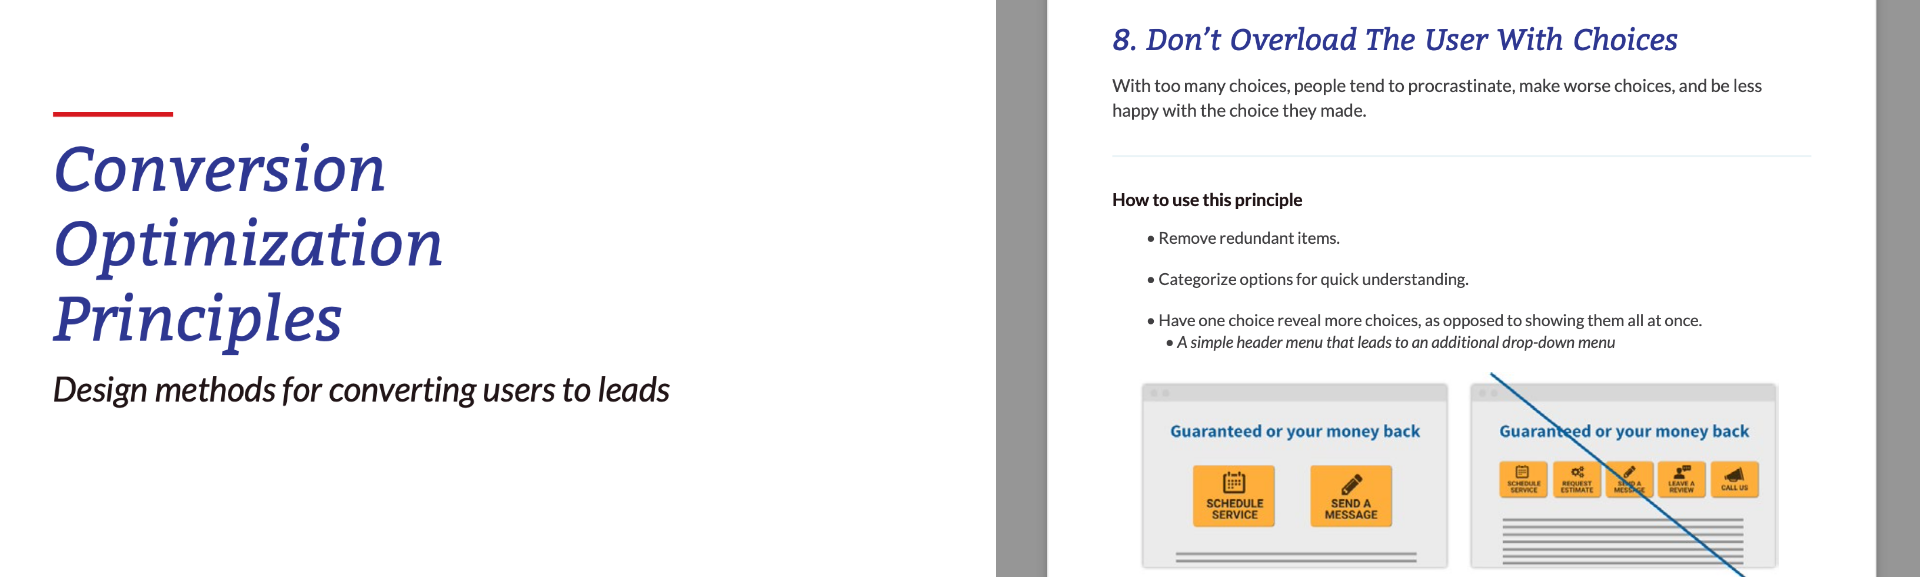 Conversion
Optimization
Principles
Design methods for converting users to leads
8. Don't Overload The User With Choices
With too many choices, people tend to procrastinate, make worse choices, and be less
happy with the choice they made.
How to use this principle
• Remove redundant items.
• Categorize options for quick understanding.
• Have one choice reveal more choices, as opposed to showing them all at once.
• A simple header menu that leads to an additional drop-down menu
Guaranteed or your money back
SCHEDULE
SERVICE
SEND A
MESSAGE
Guaranteed or your money back
SCHEDULE
SERVICE
REQUEST
ESTIMATE
SEND A
MESSAGE
LEAVE A
REVIEW
CALL US